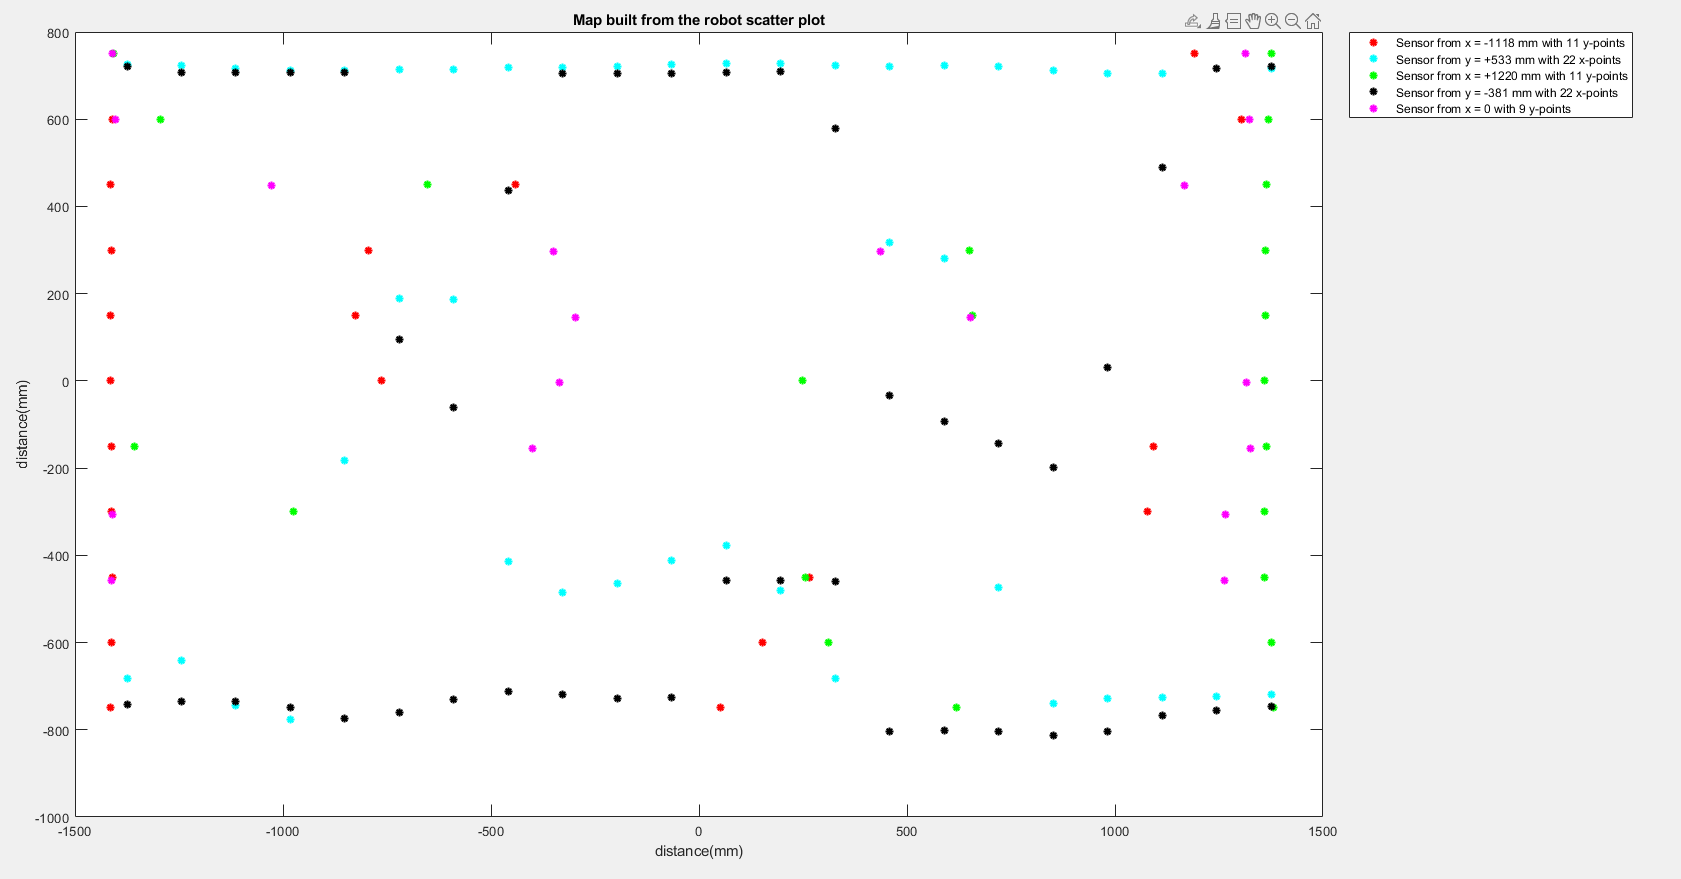 Map built from the robot scatter plot
Sensor from x = -1118 mm with 11 y-points
Sensor from y = +533 mm with 22 x-points
Sensor from x = +1220 mm with 11 y-points
Sensor from y = -381 mm with 22 x-points
Sensor from x = 0 with 9 y-points
800
600
400
200
0
-200
-400
-600
-800
-1000
distance(mm)
-1500
-1000
-500
0
500
1000
1500
distance(mm)